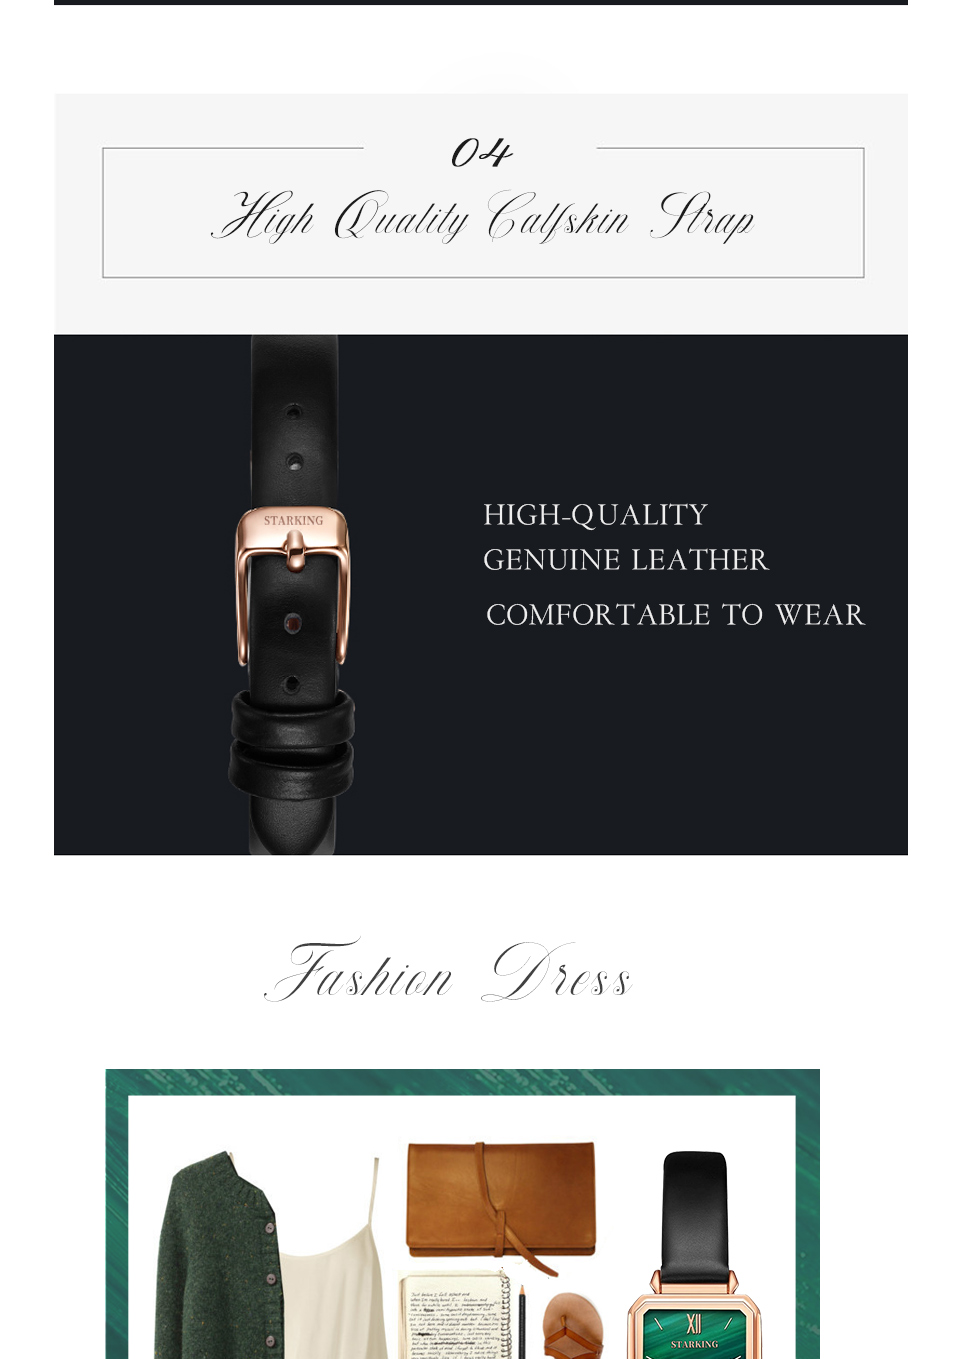 04
High Quality Calfskin Strap
STARKING
HIGH-QUALITY
GENUINE LEATHER
COMFORTABLE TO WEAR
Fashion Dress
XII
STARKING